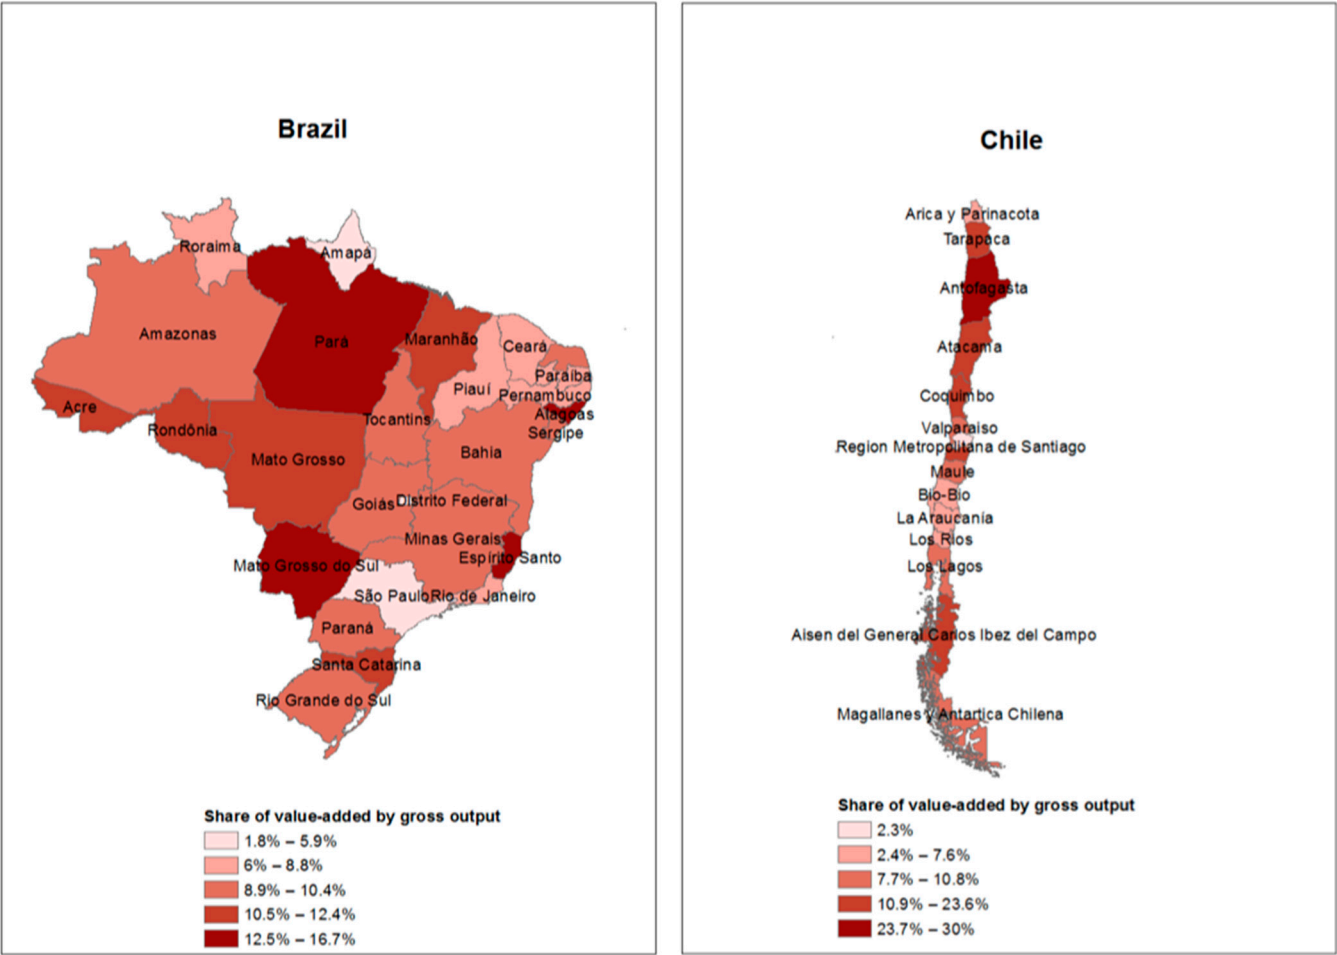 Brazil
Roraima
Amapá
Amazonas
Pará
Maranhão
Ceará
Paraíba
Piauí
Pernambuco
Acre
Alagoas
Tocantins
Rondônia
Sergipe
Bahia
Mato Grosso
Goiás
Distrito Federal
Minas Gerais
Espírito Santo
Mato Grosso do Sul
São Paulo
Rio de Janeiro
Paraná
Santa Catarina
Rio Grande do Sul
Share of value-added by gross output
1.8% – 5.9%
6% – 8.8%
8.9% – 10.4%
10.5% – 12.4%
12.5% – 16.7%
Chile
Arica y Parinacota
Tarapaca
Antofagasta
Atacama
Coquimbo
Valparaiso
Region Metropolitana de Santiago
Maule
Bio-Bio
La Araucanía
Los Rios
Los Lagos
Aisen del General Carlos Ibez del Campo
Magallanes y Antartica Chilena
Share of value-added by gross output
2.3%
2.4% – 7.6%
7.7% – 10.8%
10.9% – 23.6%
23.7% – 30%